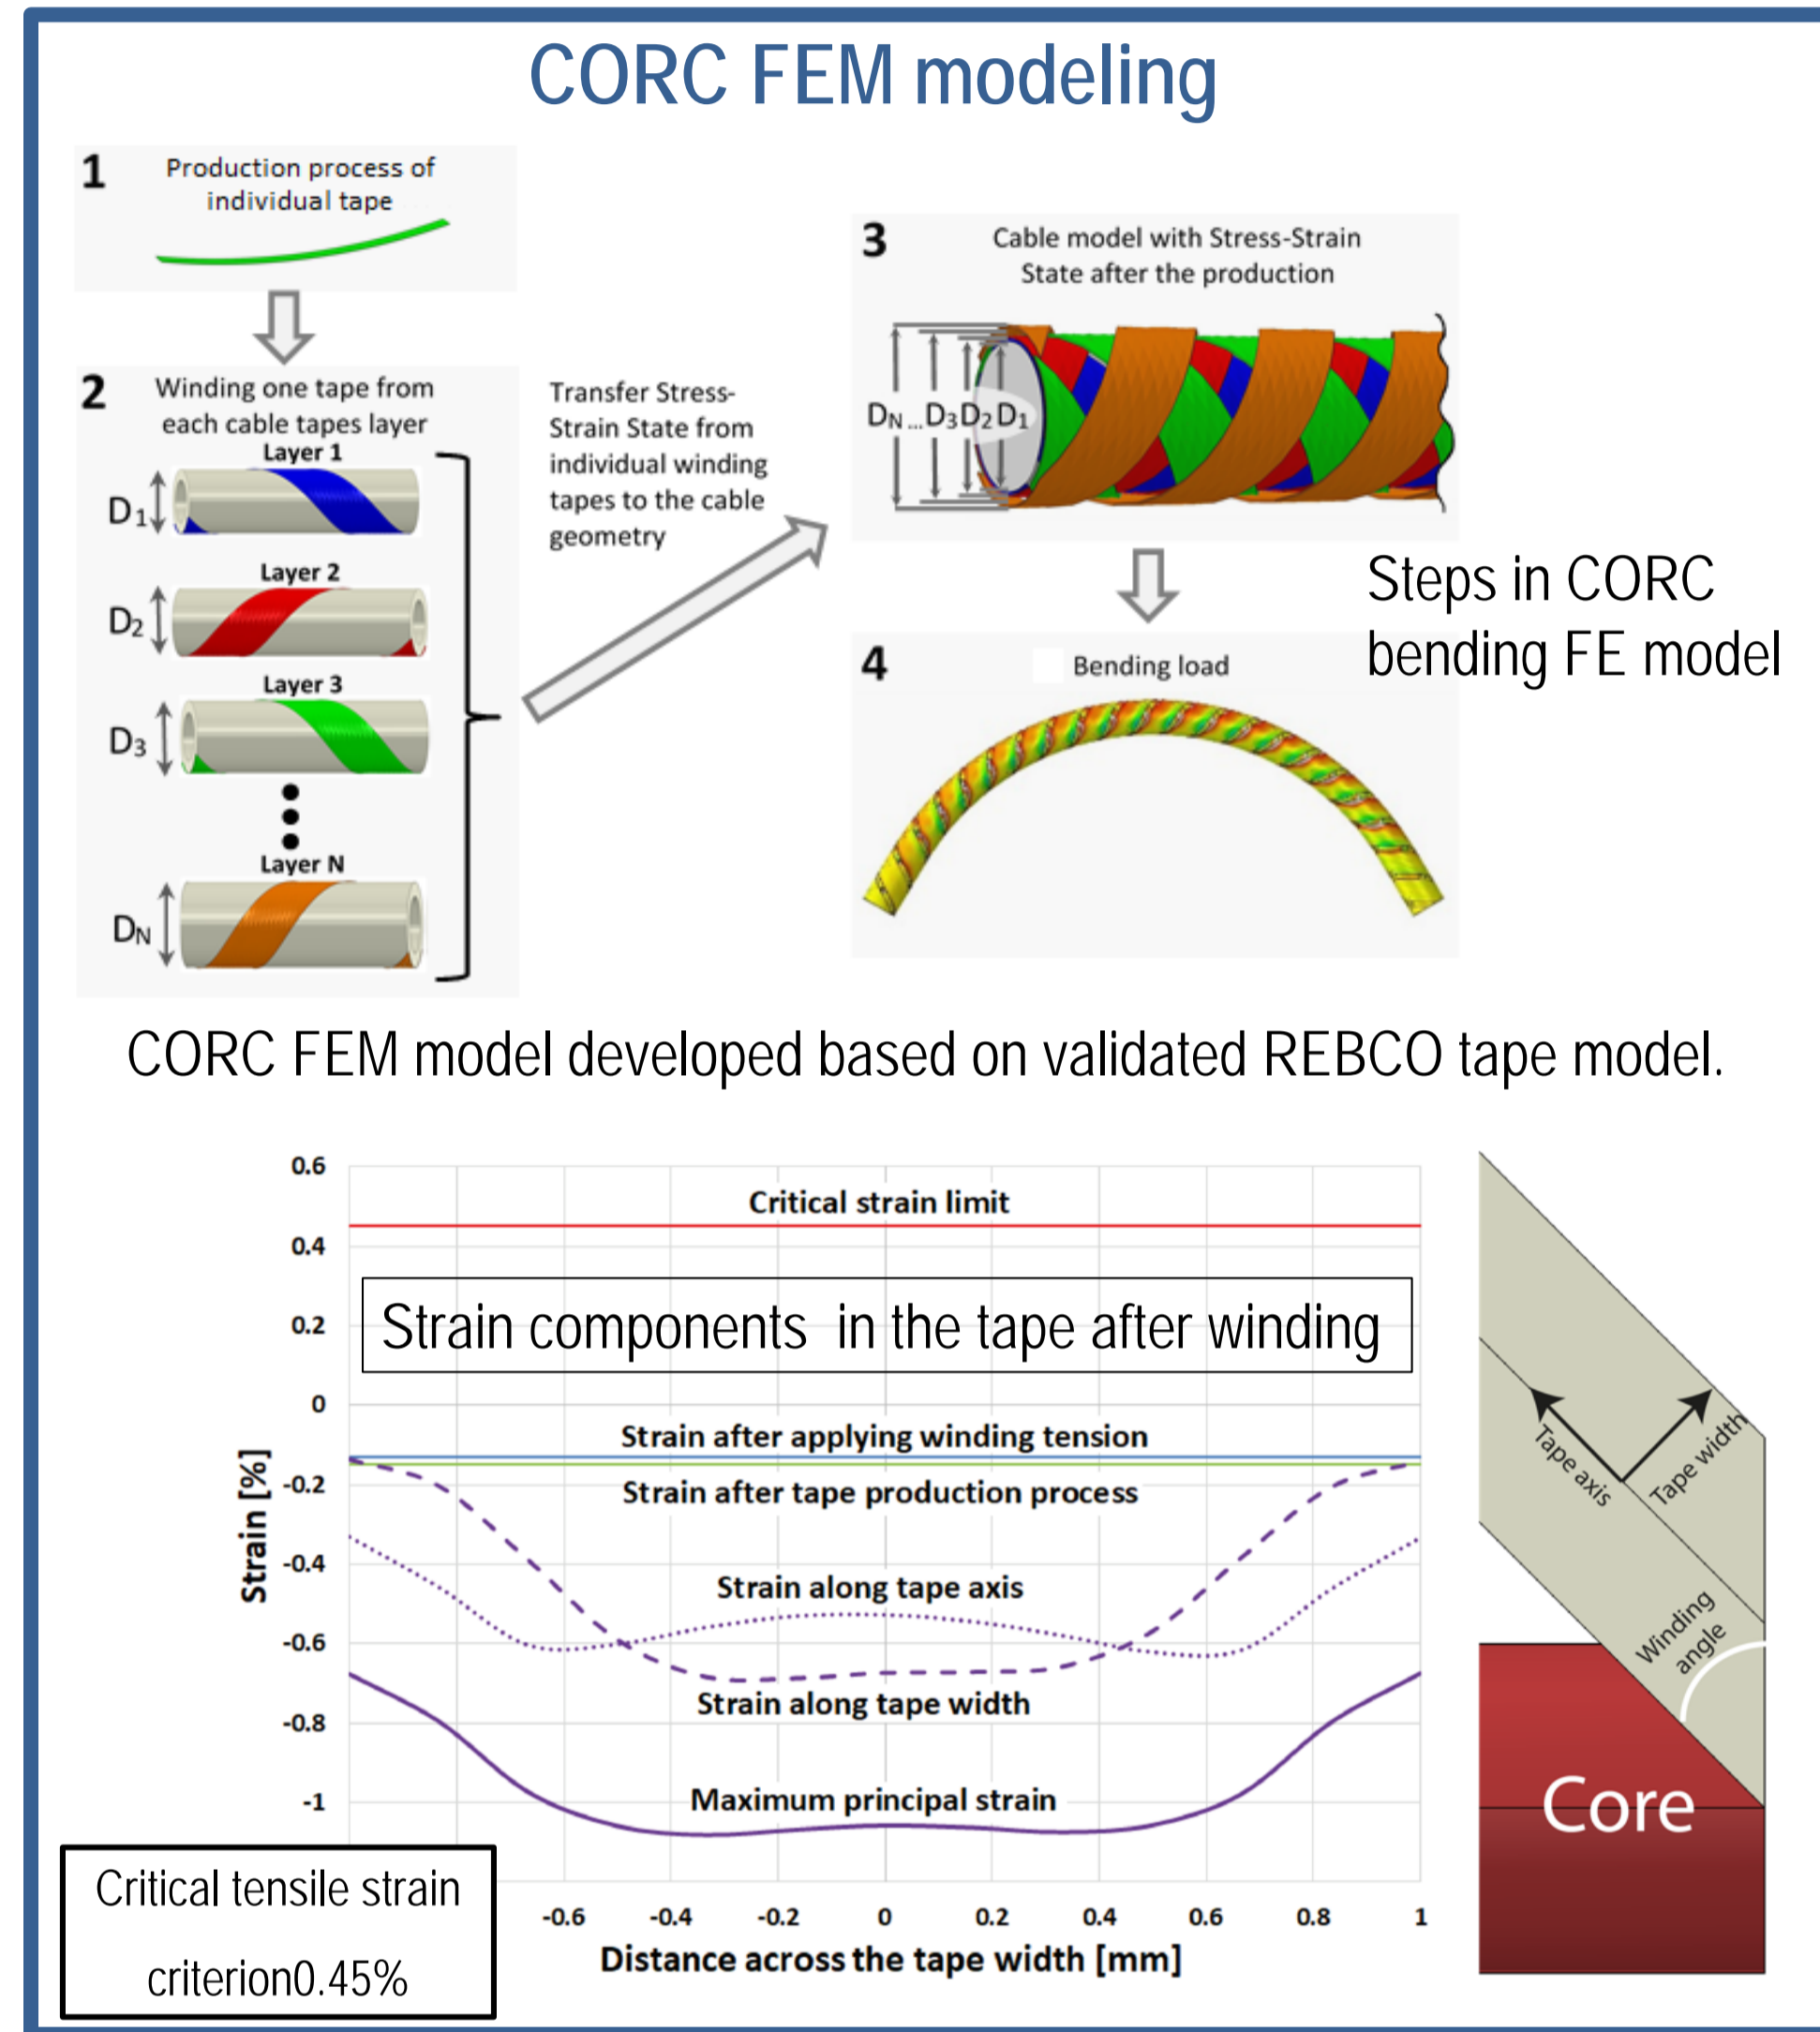 CORC FEM modeling
1
Production process of
individual tape
2
Winding one tape from
each cable tapes layer
Layer 1
D1
Layer 2
D2
Layer 3
D3
Layer N
DN
Transfer Stress-
Strain State from
individual winding
tapes to the cable
geometry
3
Cable model with Stress-Strain
State after the production
DN ... D3 D2 D1
Steps in CORC
bending FE model
4
Bending load
CORC FEM model developed based on validated REBCO tape model.
0.6
Critical strain limit
0.4
Strain components in the tape after winding
0.2
0
Strain after applying winding tension
-0.2
Strain after tape production process
-0.4
Strain along tape axis
-0.6
Strain along tape width
-0.8
Maximum principal strain
-1
Strain [%]
-0.6 -0.4 -0.2 0 0.2 0.4 0.6 0.8 1
Distance across the tape width [mm]
Critical tensile strain
criterion0.45%
Tape axis
Tape width
Winding
angle
Core